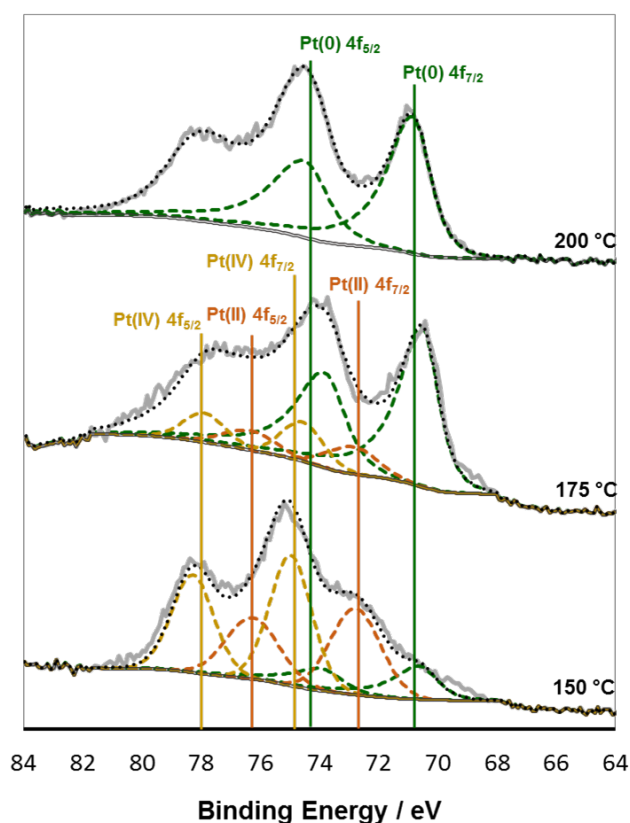 Pt(0) 4f5/2
Pt(0) 4f7/2
200 °C
Pt(IV) 4f7/2
Pt(II) 4f7/2
Pt(IV) 4f5/2
Pt(II) 4f5/2
175 °C
150 °C
84 82 80 78 76 74 72 70 68 66 64
Binding Energy / eV